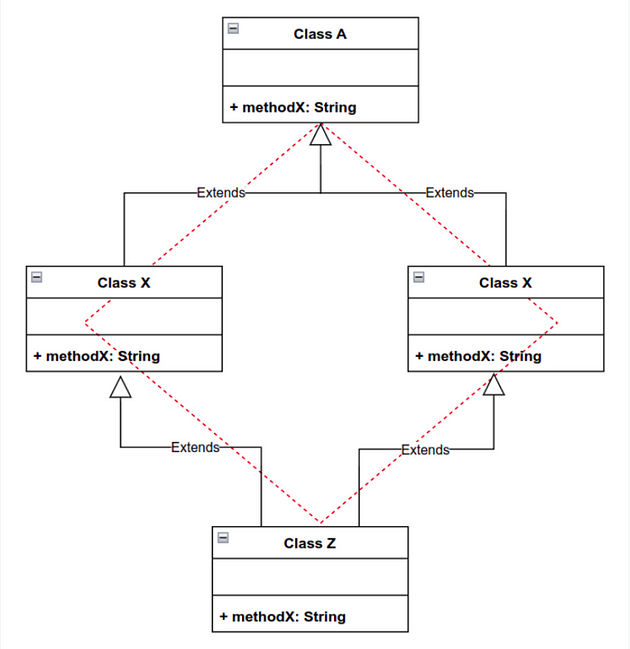 Class A
+ methodX: String
Extends
Extends
Class X
Class X
+ methodX: String
+ methodX: String
Extends
Extends
Class Z
+ methodX: String